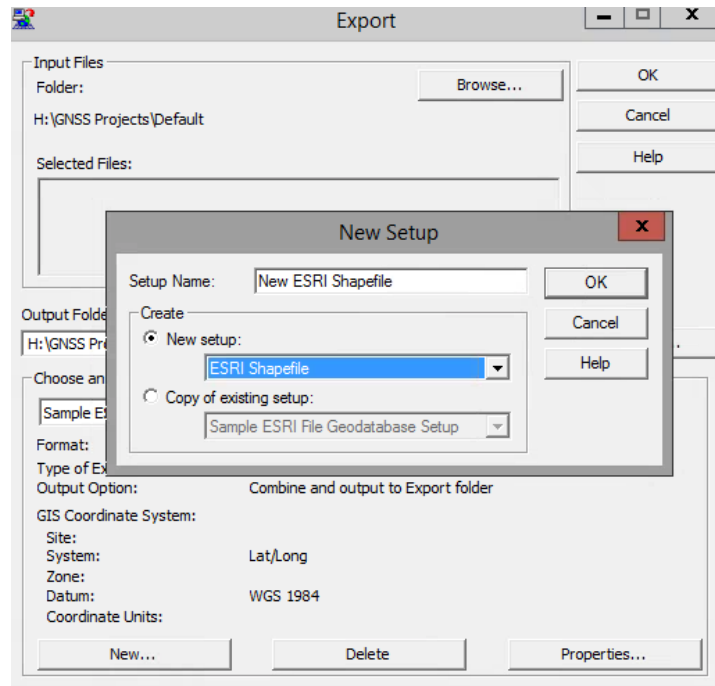 Export
Input Files
Folder:
Browse...
H:\GNSS Projects\Default
Selected Files:
OK
Cancel
Help
New Setup
Setup Name:
New ESRI Shapefile
Create
New setup:
ESRI Shapefile
Copy of existing setup:
Sample ESRI File Geodatabase Setup
OK
Cancel
Help
Output Folde
H:\GNSS Pr
Choose an
Sample E
Format:
Type of Ex
Output Option: Combine and output to Export folder
GIS Coordinate System:
Site:
System: Lat/Long
Zone:
Datum: WGS 1984
Coordinate Units:
New... Delete Properties...